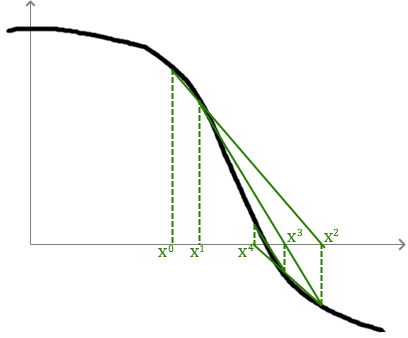 x⁰ x¹ x⁴ x³ x²